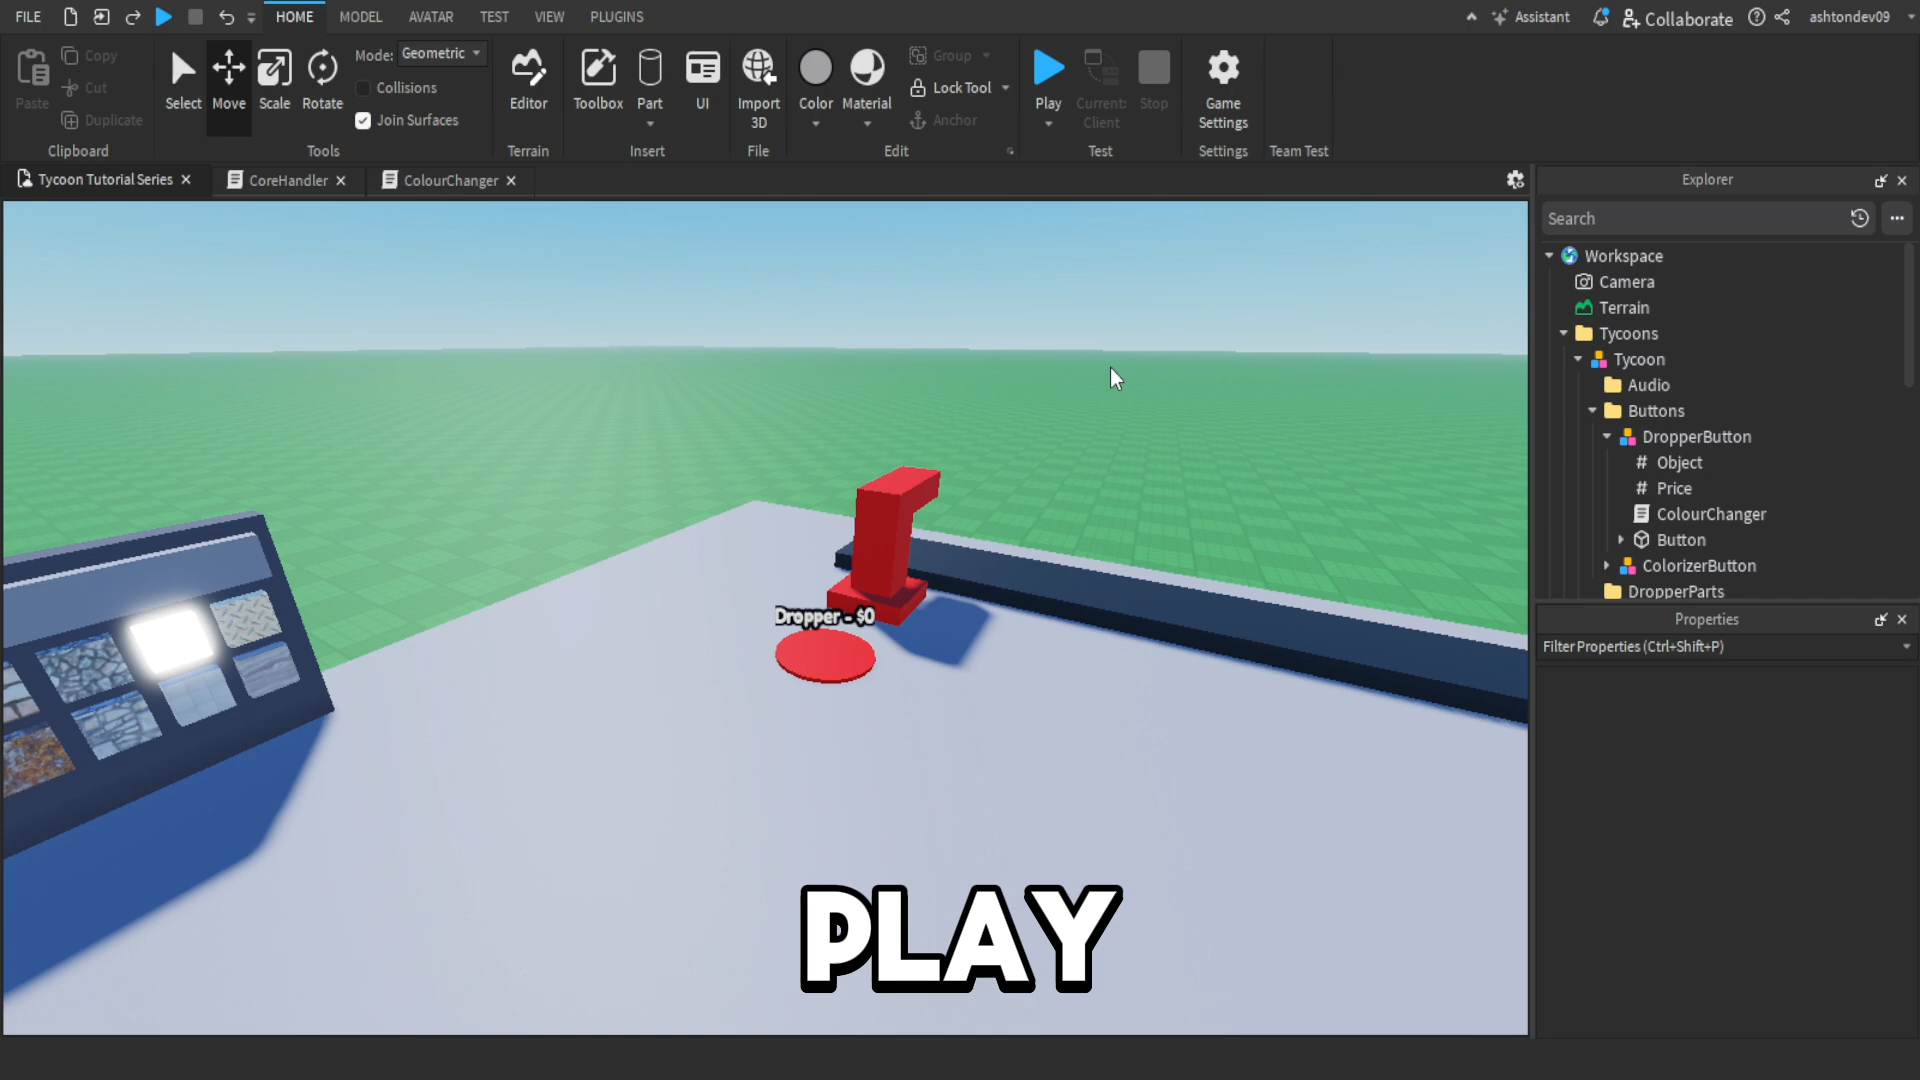 FILE
HOME
MODEL
AVATAR
TEST
VIEW
PLUGINS
Assistant
Collaborate
ashtondev09
Paste
Copy
Cut
Duplicate
Clipboard
Select
Move
Scale
Rotate
Mode: Geometric
Collisions
Join Surfaces
Tools
Editor
Terrain
Toolbox
Part
UI
Insert
Import
3D
File
Color
Material
Group
Lock Tool
Anchor
Edit
Play
Current:
Client
Stop
Test
Game
Settings
Settings
Team Test
Tycoon Tutorial Series
CoreHandler
ColourChanger
Explorer
Search
Workspace
Camera
Terrain
Tycoons
Tycoon
Audio
Buttons
DropperButton
Object
Price
ColourChanger
Button
ColorizerButton
DropperParts
Properties
Filter Properties (Ctrl+Shift+P)
Dropper - $0
PLAY